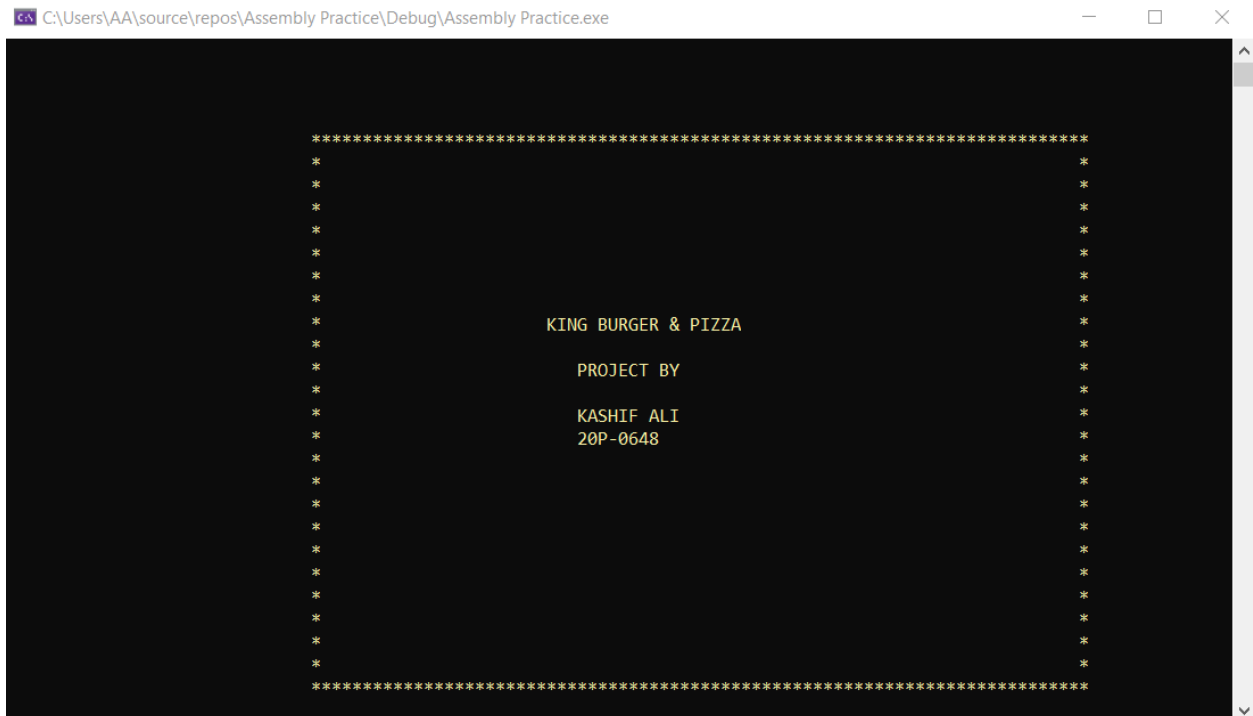 C:\Users\AA\source\repos\Assembly Practice\Debug\Assembly Practice.exe
****************************************************************************
KING BURGER & PIZZA
PROJECT BY
KASHIF ALI
20P-0648
****************************************************************************